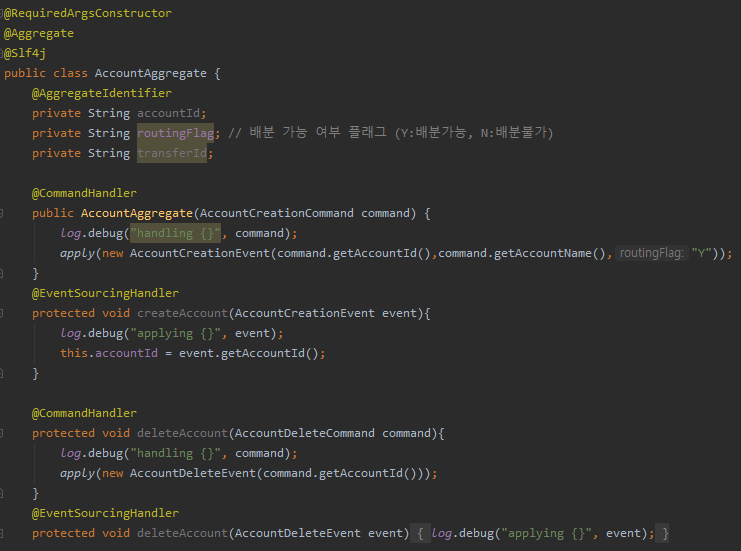 @RequiredArgsConstructor
@Aggregate
@Slf4j
public class AccountAggregate {
@AggregateIdentifier
private String accountId;
private String routingFlag; // 배분 가능 여부 플래그 (Y:배분가능, N:배분불가)
private String transferId;
@CommandHandler
public AccountAggregate(AccountCreationCommand command) {
log.debug("handling {}", command);
apply(new AccountCreationEvent(command.getAccountId(),command.getAccountName(), routingFlag: "Y"));
}
@EventSourcingHandler
protected void createAccount(AccountCreationEvent event){
log.debug("applying {}", event);
this.accountId = event.getAccountId();
}
@CommandHandler
protected void deleteAccount(AccountDeleteCommand command){
log.debug("handling {}", command);
apply(new AccountDeleteEvent(command.getAccountId()));
}
@EventSourcingHandler
protected void deleteAccount(AccountDeleteEvent event) { log.debug("applying {}", event); }